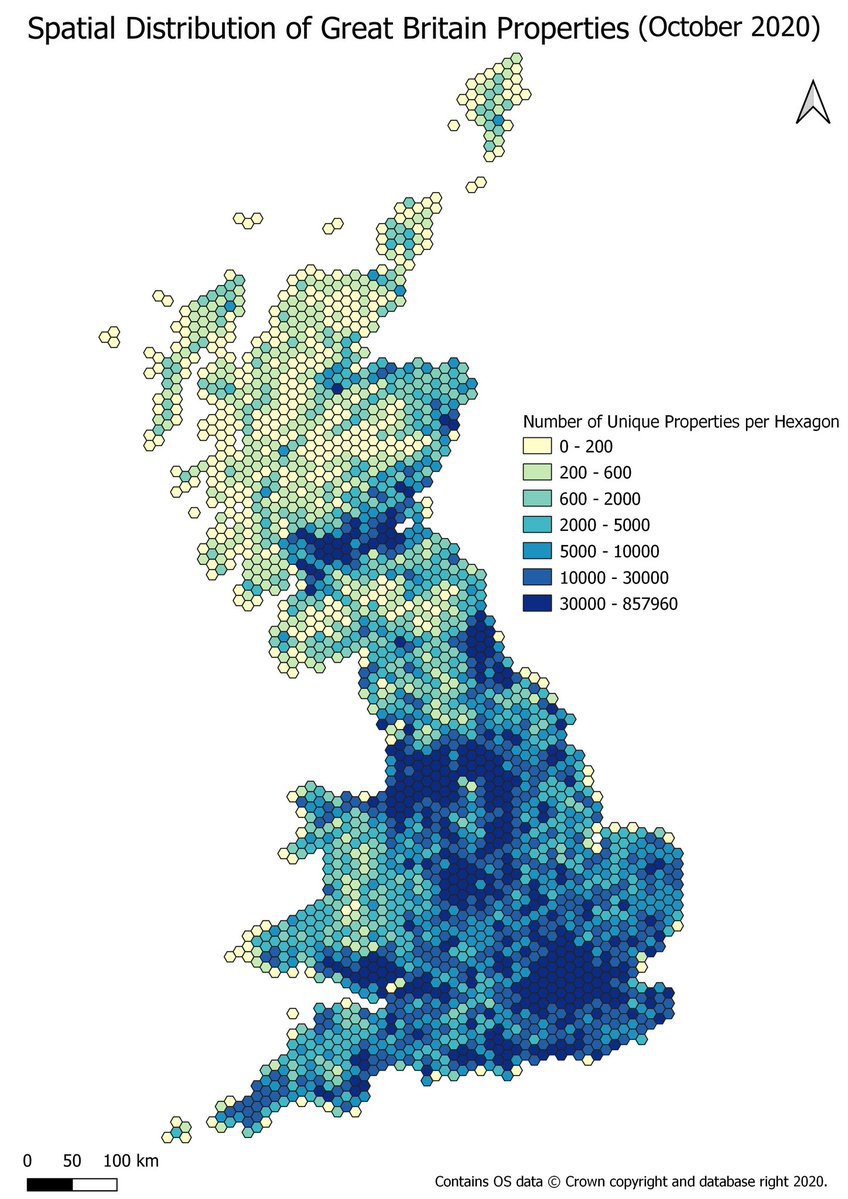 Spatial Distribution of Great Britain Properties (October 2020)
Number of Unique Properties per Hexagon
0 - 200
200 - 600
600 - 2000
2000 - 5000
5000 - 10000
10000 - 30000
30000 - 857960
0 50 100 km
Contains OS data © Crown copyright and database right 2020.